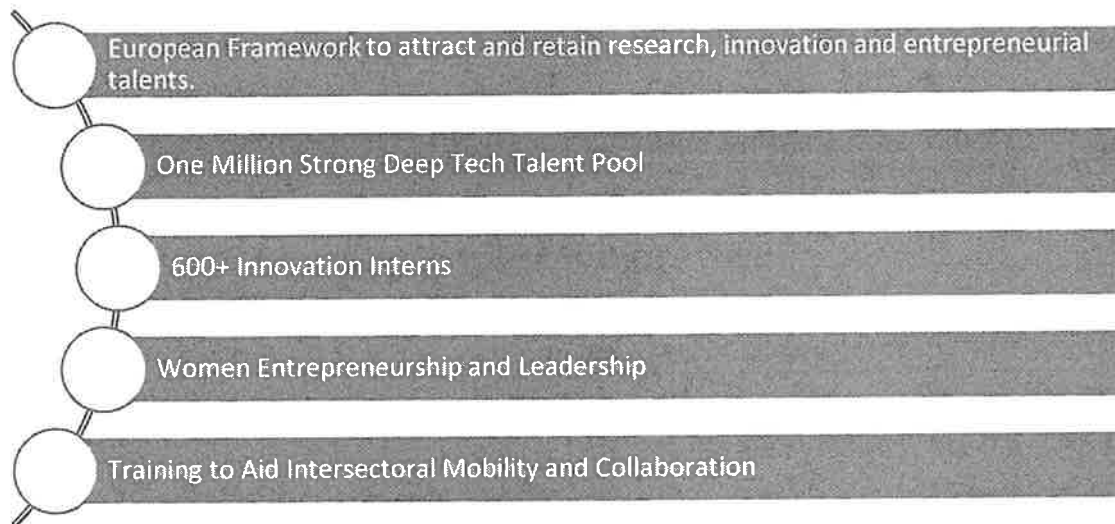 European Framework to attract and retain research, innovation and entrepreneurial
talents.
One Million Strong Deep Tech Talent Pool
600+ Innovation Interns
Women Entrepreneurship and Leadership
Training to Aid Intersectoral Mobility and Collaboration